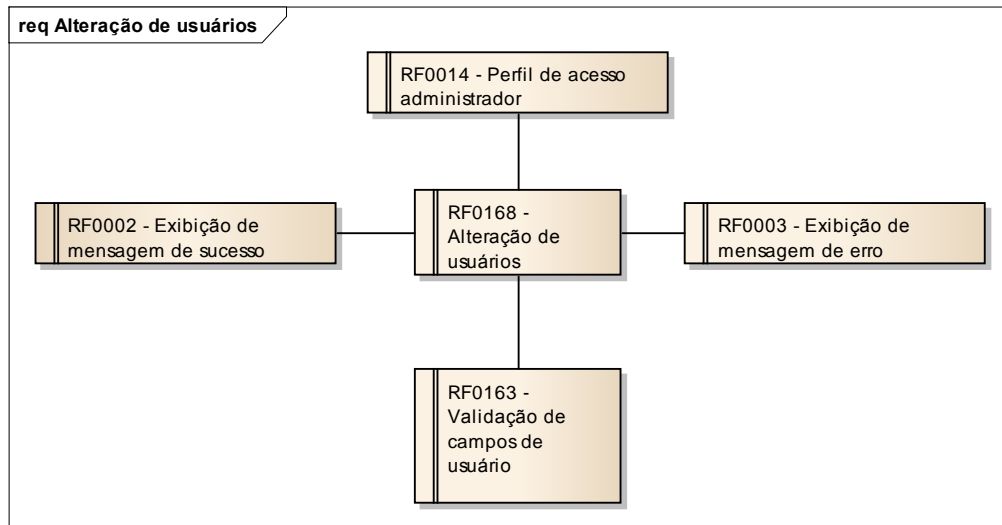 req Alteração de usuários
RF0014 - Perfil de acesso
administrador
RF0002 - Exibição de
mensagem de sucesso
RF0168 -
Alteração de
usuários
RF0003 - Exibição de
mensagem de erro
RF0163 -
Validação de
campos de
usuário